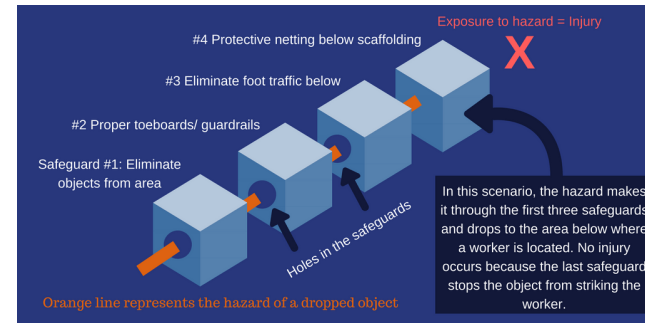 Exposure to hazard = Injury
X
#4 Protective netting below scaffolding
#3 Eliminate foot traffic below
#2 Proper toeboards/ guardrails
Safeguard #1: Eliminate
objects from area
Holes in the safeguards
In this scenario, the hazard makes
it through the first three safeguards
and drops to the area below where
a worker is located. No injury
occurs because the last safeguard
stops the object from striking the
worker.
Orange line represents the hazard of a dropped object